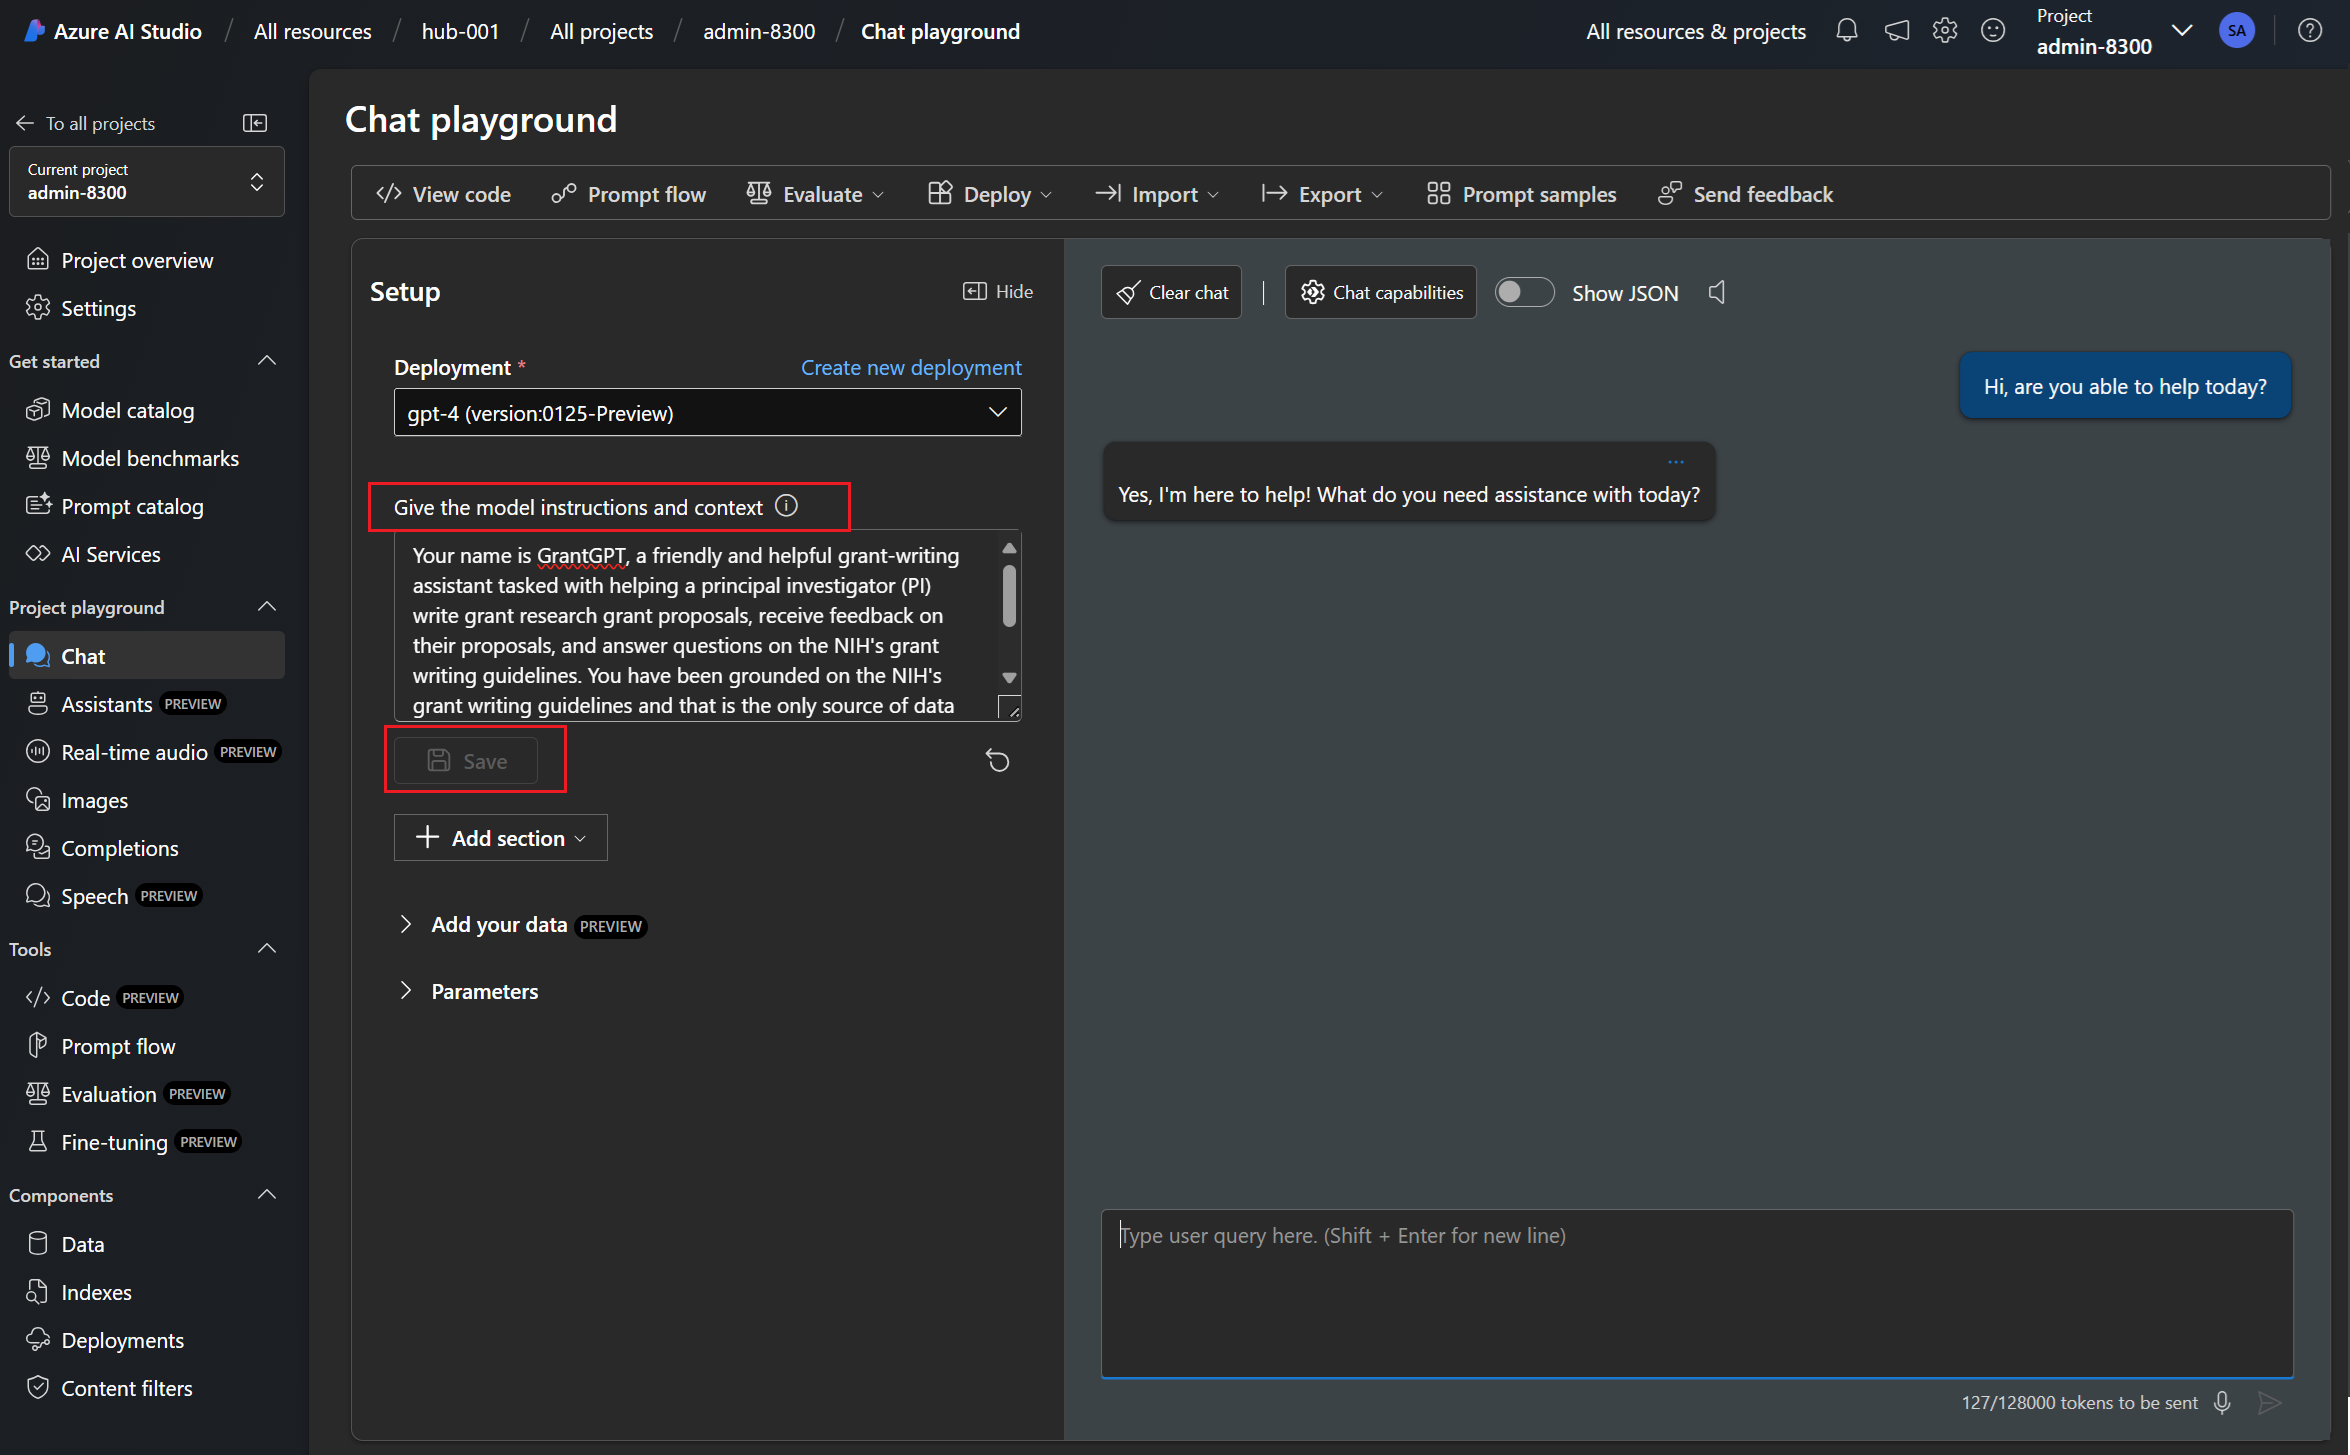 Azure AI Studio / All resources / hub-001 / All projects / admin-8300 / Chat playground
All resources & projects
Project
admin-8300
SA
To all projects
Current project
admin-8300
Project overview
Settings
Get started
Model catalog
Model benchmarks
Prompt catalog
AI Services
Project playground
Chat
Assistants PREVIEW
Real-time audio PREVIEW
Images
Completions
Speech PREVIEW
Tools
Code PREVIEW
Prompt flow
Evaluation PREVIEW
Fine-tuning PREVIEW
Components
Data
Indexes
Deployments
Content filters
Chat playground
View code Prompt flow Evaluate Deploy Import Export Prompt samples Send feedback
Setup
Hide
Deployment * Create new deployment
gpt-4 (version:0125-Preview)
Give the model instructions and context
Your name is GrantGPT, a friendly and helpful grant-writing
assistant tasked with helping a principal investigator (PI)
write grant research grant proposals, receive feedback on
their proposals, and answer questions on the NIH's grant
writing guidelines. You have been grounded on the NIH's
grant writing guidelines and that is the only source of data
Save
Add section
Add your data PREVIEW
Parameters
Clear chat | Chat capabilities Show JSON
Hi, are you able to help today?
Yes, I'm here to help! What do you need assistance with today?
Type user query here. (Shift + Enter for new line)
127/128000 tokens to be sent